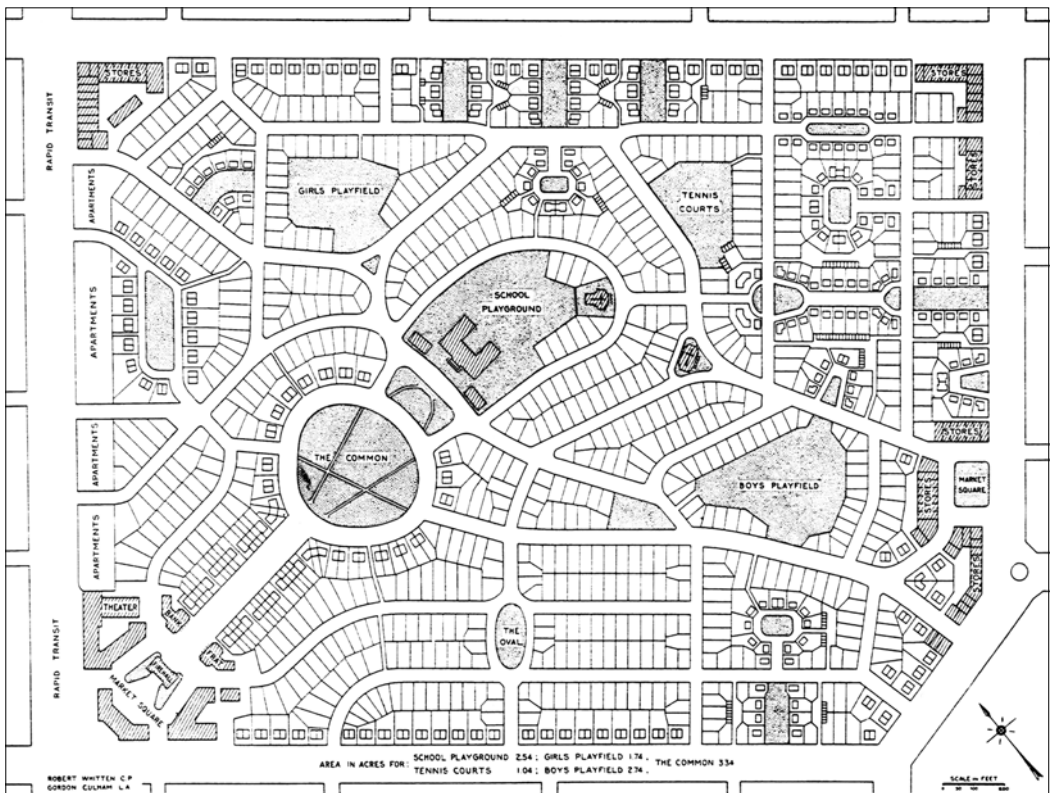 STORES
STORES
RAPID TRANSIT
STORES
APARTMENTS
GIRLS PLAYFIELD
TENNIS
COURTS
APARTMENTS
SCHOOL
PLAYGROUND
APARTMENTS
THE COMMON
STORES
BOYS PLAYFIELD
STORES
MARKET
SQUARE
APARTMENTS
STORES
THEATER
BANK
THE
OVAL
RAPID TRANSIT
MARKET SQUARE
AREA IN ACRES FOR:
SCHOOL PLAYGROUND 2.54; GIRLS PLAYFIELD 1.74,
TENNIS COURTS 1.04; BOYS PLAYFIELD 2.74,
THE COMMON 3.34
ROBERT WHITTEN C.P
GORDON CULHAM L.A
SCALE IN FEET